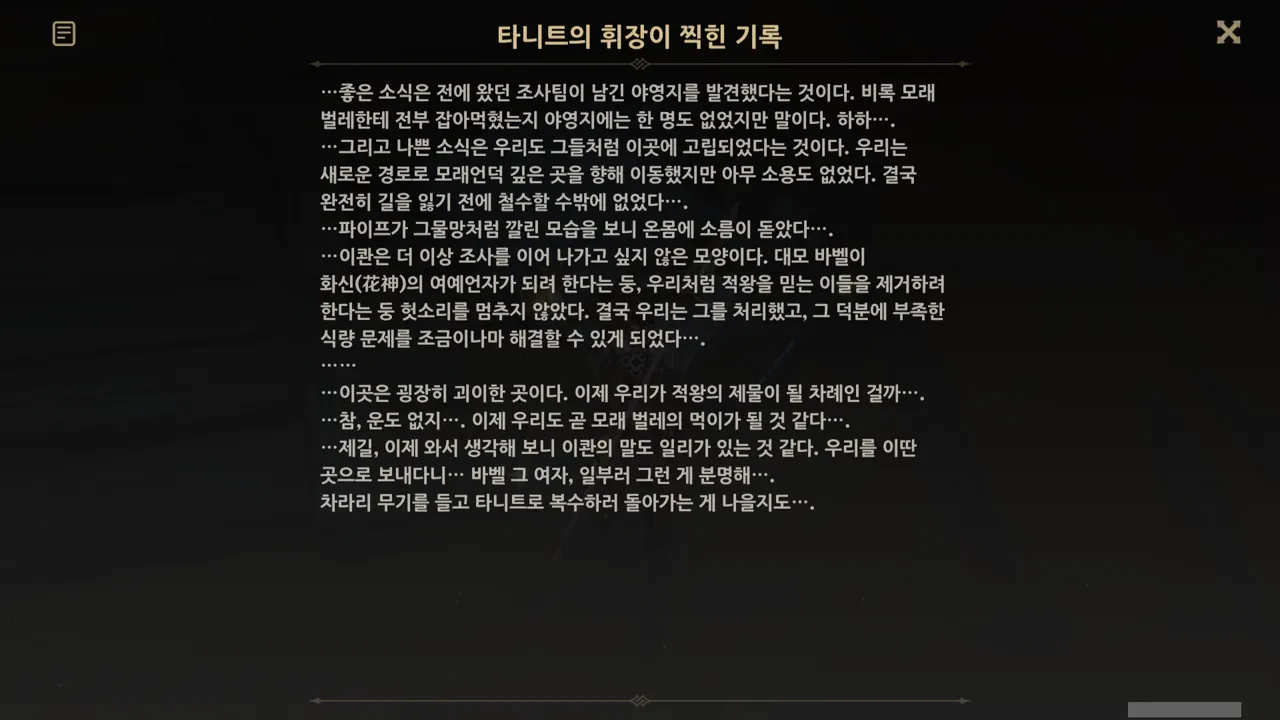 타니트의 휘장이 찍힌 기록
…좋은 소식은 전에 왔던 조사팀이 남긴 야영지를 발견했다는 것이다. 비록 모래
벌레한테 전부 잡아먹혔는지 야영지에는 한 명도 없었지만 말이다. 하하….
…그리고 나쁜 소식은 우리도 그들처럼 이곳에 고립되었다는 것이다. 우리는
새로운 경로로 모래언덕 깊은 곳을 향해 이동했지만 아무 소용도 없었다. 결국
완전히 길을 잃기 전에 철수할 수밖에 없었다….
…파이프가 그물망처럼 깔린 모습을 보니 온몸에 소름이 돋았다….
…이콴은 더 이상 조사를 이어 나가고 싶지 않은 모양이다. 대모 바벨이
화신(花神)의 여예언자가 되려 한다는 둥, 우리처럼 적왕을 믿는 이들을 제거하려
한다는 둥 헛소리를 멈추지 않았다. 결국 우리는 그를 처리했고, 그 덕분에 부족한
식량 문제를 조금이나마 해결할 수 있게 되었다….
……
…이곳은 굉장히 괴이한 곳이다. 이제 우리가 적왕의 제물이 될 차례인 걸까….
…참, 운도 없지…. 이제 우리도 곧 모래 벌레의 먹이가 될 것 같다….
…제길, 이제 와서 생각해 보니 이콴의 말도 일리가 있는 것 같다. 우리를 이딴
곳으로 보내다니… 바벨 그 여자, 일부러 그런 게 분명해….
차라리 무기를 들고 타니트로 복수하러 돌아가는 게 나을지도….